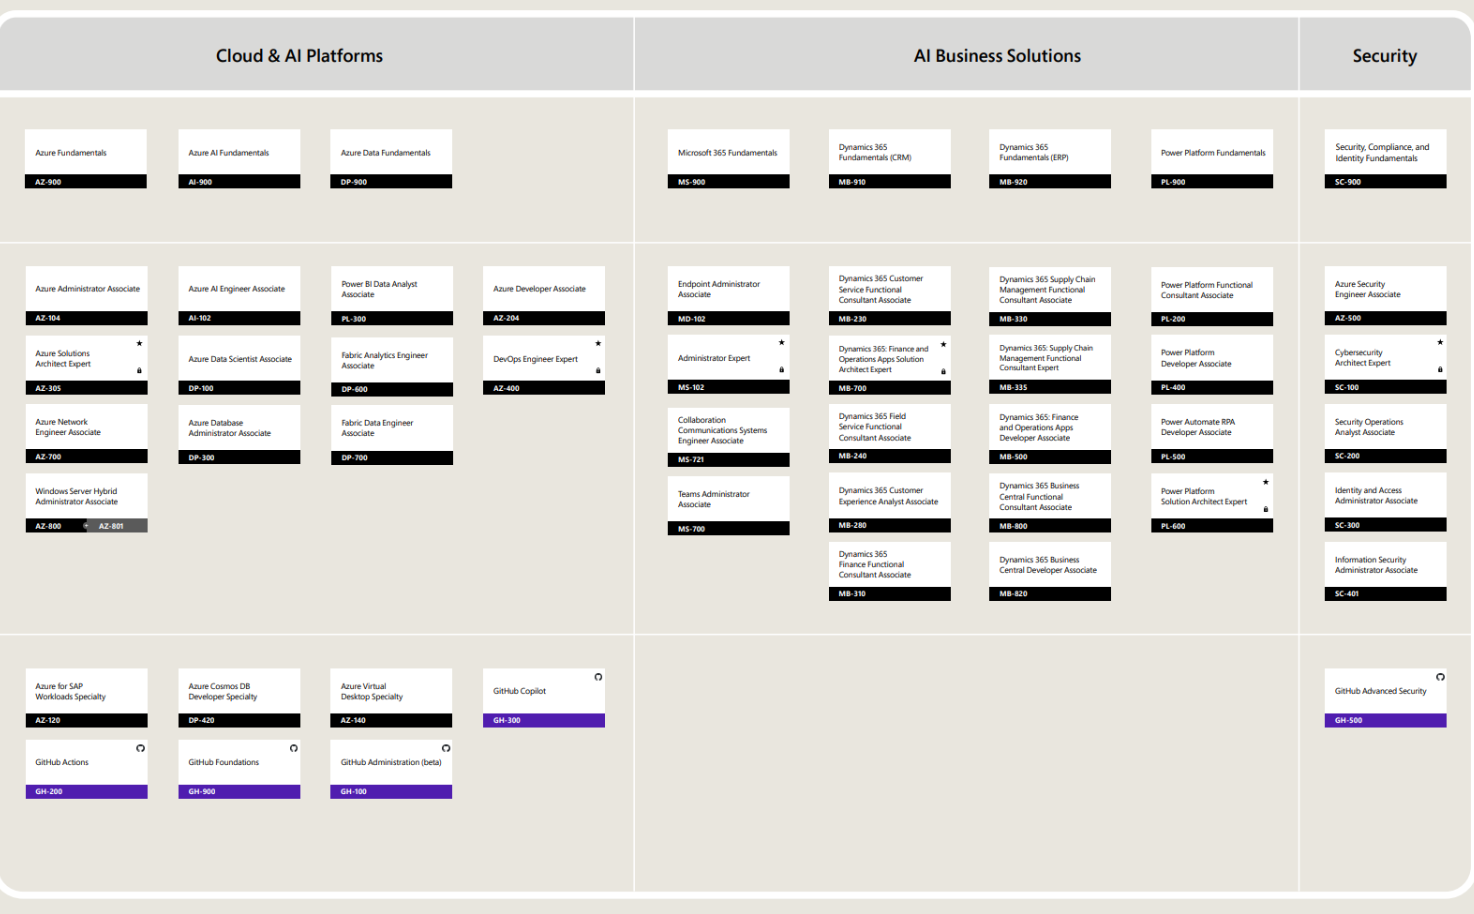 Cloud & AI Platforms
AI Business Solutions
Security
Azure Fundamentals
AZ-900
Azure AI Fundamentals
AI-900
Azure Data Fundamentals
DP-900
Microsoft 365 Fundamentals
MS-900
Dynamics 365
Fundamentals (CRM)
MB-910
Dynamics 365
Fundamentals (ERP)
MB-920
Power Platform Fundamentals
PL-900
Security, Compliance, and
Identity Fundamentals
SC-900
Azure Administrator Associate
AZ-104
Azure AI Engineer Associate
AI-102
Power BI Data Analyst
Associate
PL-300
Azure Developer Associate
AZ-204
Endpoint Administrator
Associate
MD-102
Dynamics 365 Customer
Service Functional
Consultant Associate
MB-230
Dynamics 365 Supply Chain
Management Functional
Consultant Associate
MB-330
Power Platform Functional
Consultant Associate
PL-200
Azure Security
Engineer Associate
AZ-500
Azure Solutions
Architect Expert
AZ-305
Azure Data Scientist Associate
DP-100
Fabric Analytics Engineer
Associate
DP-600
DevOps Engineer Expert
AZ-400
Administrator Expert
MS-102
Dynamics 365: Finance and
Operations Apps Solution
Architect Expert
MB-700
Dynamics 365: Supply Chain
Management Functional
Consultant Expert
MB-335
Power Platform
Developer Associate
PL-400
Cybersecurity
Architect Expert
SC-100
Azure Network
Engineer Associate
AZ-700
Azure Database
Administrator Associate
DP-300
Fabric Data Engineer
Associate
DP-700
Collaboration
Communications Systems
Engineer Associate
MS-721
Dynamics 365 Field
Service Functional
Consultant Associate
MB-240
Dynamics 365: Finance
and Operations Apps
Developer Associate
MB-500
Power Automate RPA
Developer Associate
PL-500
Security Operations
Analyst Associate
SC-200
Windows Server Hybrid
Administrator Associate
AZ-800 + AZ-801
Teams Administrator
Associate
MS-700
Dynamics 365 Customer
Experience Analyst Associate
MB-280
Dynamics 365 Business
Central Functional
Consultant Associate
MB-800
Power Platform
Solution Architect Expert
PL-600
Identity and Access
Administrator Associate
SC-300
Dynamics 365
Finance Functional
Consultant Associate
MB-310
Dynamics 365 Business
Central Developer Associate
MB-820
Information Security
Administrator Associate
SC-401
Azure for SAP
Workloads Specialty
AZ-120
Azure Cosmos DB
Developer Specialty
DP-420
Azure Virtual
Desktop Specialty
AZ-140
GitHub Copilot
GH-300
GitHub Advanced Security
GH-500
GitHub Actions
GH-200
GitHub Foundations
GH-900
GitHub Administration (beta)
GH-100